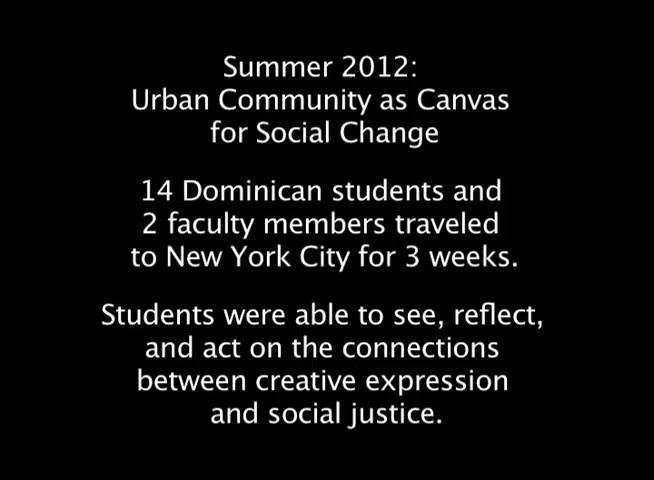 Summer 2012:
Urban Community as Canvas
for Social Change
14 Dominican students and
2 faculty members traveled
to New York City for 3 weeks.
Students were able to see, reflect,
and act on the connections
between creative expression
and social justice.